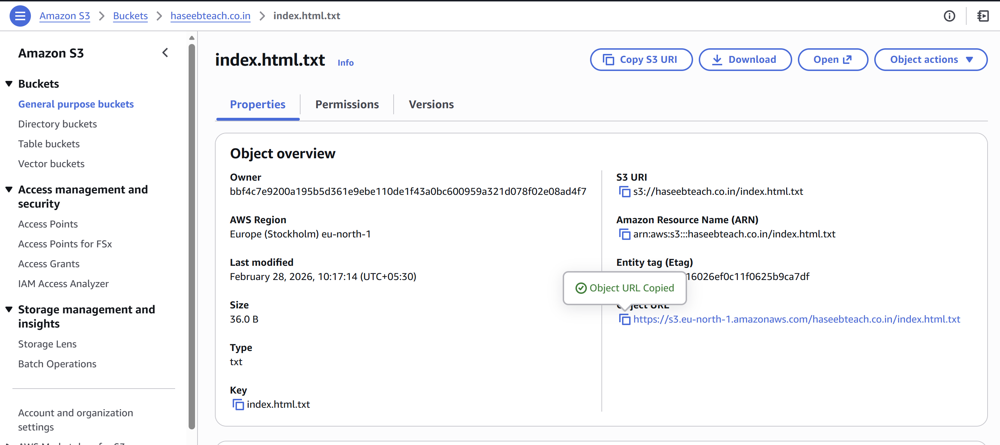 Amazon S3 > Buckets > haseebteach.co.in > index.html.txt
Amazon S3
Buckets
General purpose buckets
Directory buckets
Table buckets
Vector buckets
Access management and
security
Access Points
Access Points for FSx
Access Grants
IAM Access Analyzer
Storage management and
insights
Storage Lens
Batch Operations
Account and organization
settings
index.html.txt Info
Copy S3 URI Download Open Object actions
Properties Permissions Versions
Object overview
Owner
bbf4c7e9200a195b5d361e9ebe110de1f43a0bc600959a321d078f02e08ad4f7
AWS Region
Europe (Stockholm) eu-north-1
Last modified
February 28, 2026, 10:17:14 (UTC+05:30)
Size
36.0 B
Type
txt
Key
index.html.txt
S3 URI
s3://haseebteach.co.in/index.html.txt
Amazon Resource Name (ARN)
arn:aws:s3:::haseebteach.co.in/index.html.txt
Entity tag (Etag)
16026ef0c11f0625b9ca7df
Object URL Copied
Object URL
https://s3.eu-north-1.amazonaws.com/haseebteach.co.in/index.html.txt